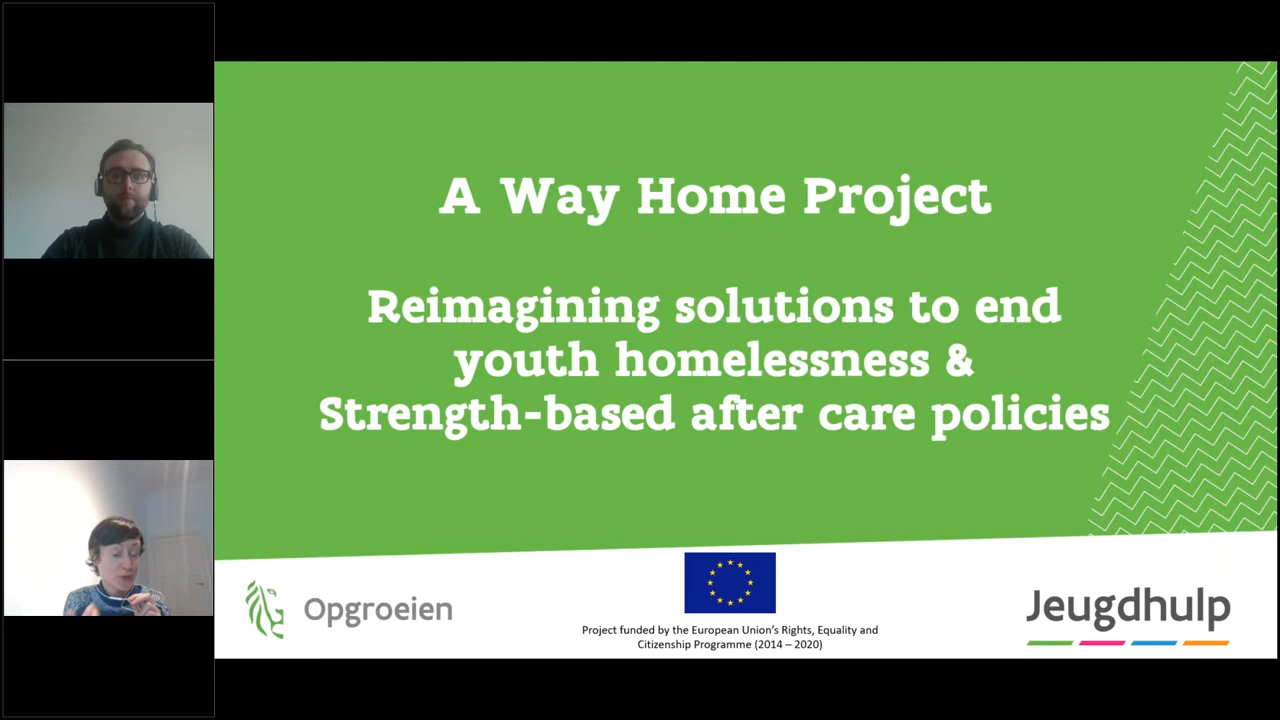 A Way Home Project
Reimagining solutions to end
youth homelessness &
Strength-based after care policies
Opgroeien
Project funded by the European Union's Rights, Equality and
Citizenship Programme (2014 – 2020)
Jeugdhulp